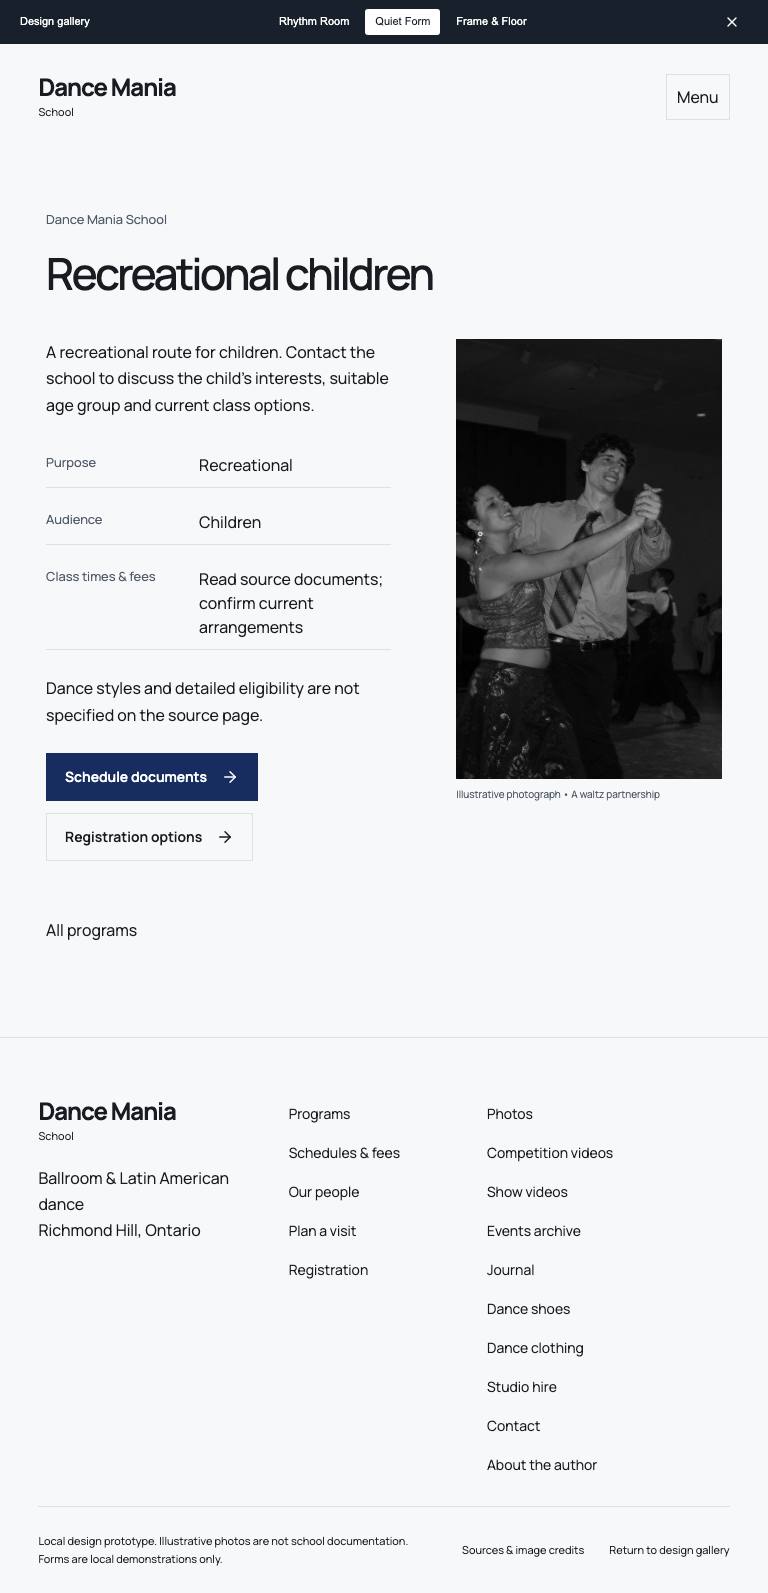 Design gallery
Rhythm Room
Quiet Form
Frame & Floor
Dance Mania
School
Menu
Dance Mania School
Recreational children
A recreational route for children. Contact the
school to discuss the child’s interests, suitable
age group and current class options.
Purpose
Recreational
Audience
Children
Class times & fees
Read source documents;
confirm current
arrangements
Dance styles and detailed eligibility are not
specified on the source page.
Schedule documents
Registration options
Illustrative photograph • A waltz partnership
All programs
Dance Mania
School
Ballroom & Latin American
dance
Richmond Hill, Ontario
Programs
Schedules & fees
Our people
Plan a visit
Registration
Photos
Competition videos
Show videos
Events archive
Journal
Dance shoes
Dance clothing
Studio hire
Contact
About the author
Local design prototype. Illustrative photos are not school documentation.
Forms are local demonstrations only.
Sources & image credits
Return to design gallery